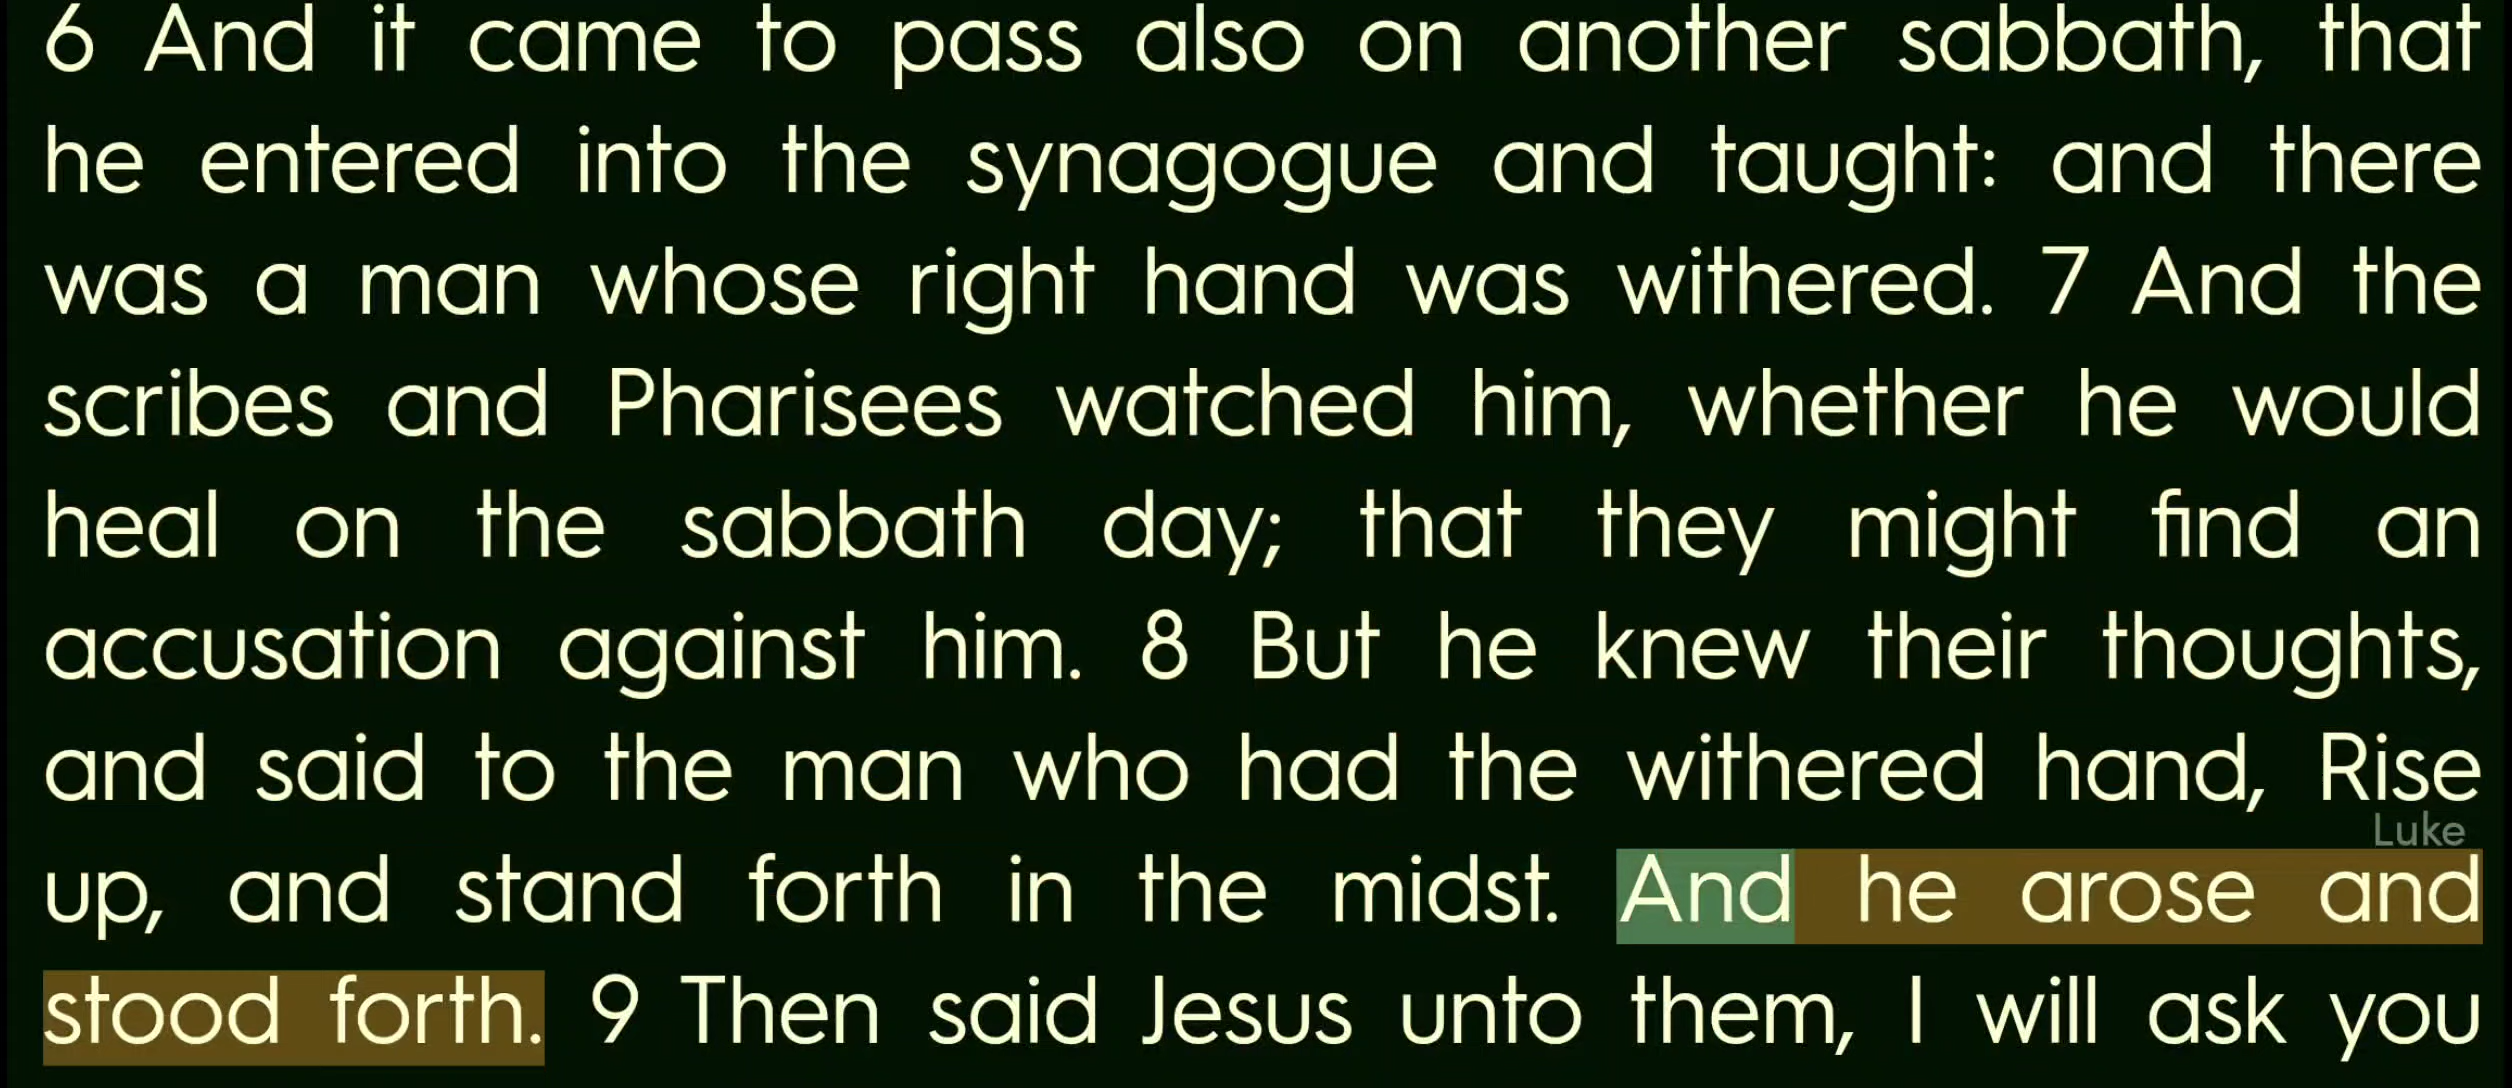 6 And it came to pass also on another sabbath, that
he entered into the synagogue and taught: and there
was a man whose right hand was withered. 7 And the
scribes and Pharisees watched him, whether he would
heal on the sabbath day; that they might find an
accusation against him. 8 But he knew their thoughts,
and said to the man who had the withered hand, Rise
Luke
up, and stand forth in the midst. And he arose and
stood forth. 9 Then said Jesus unto them, I will ask you